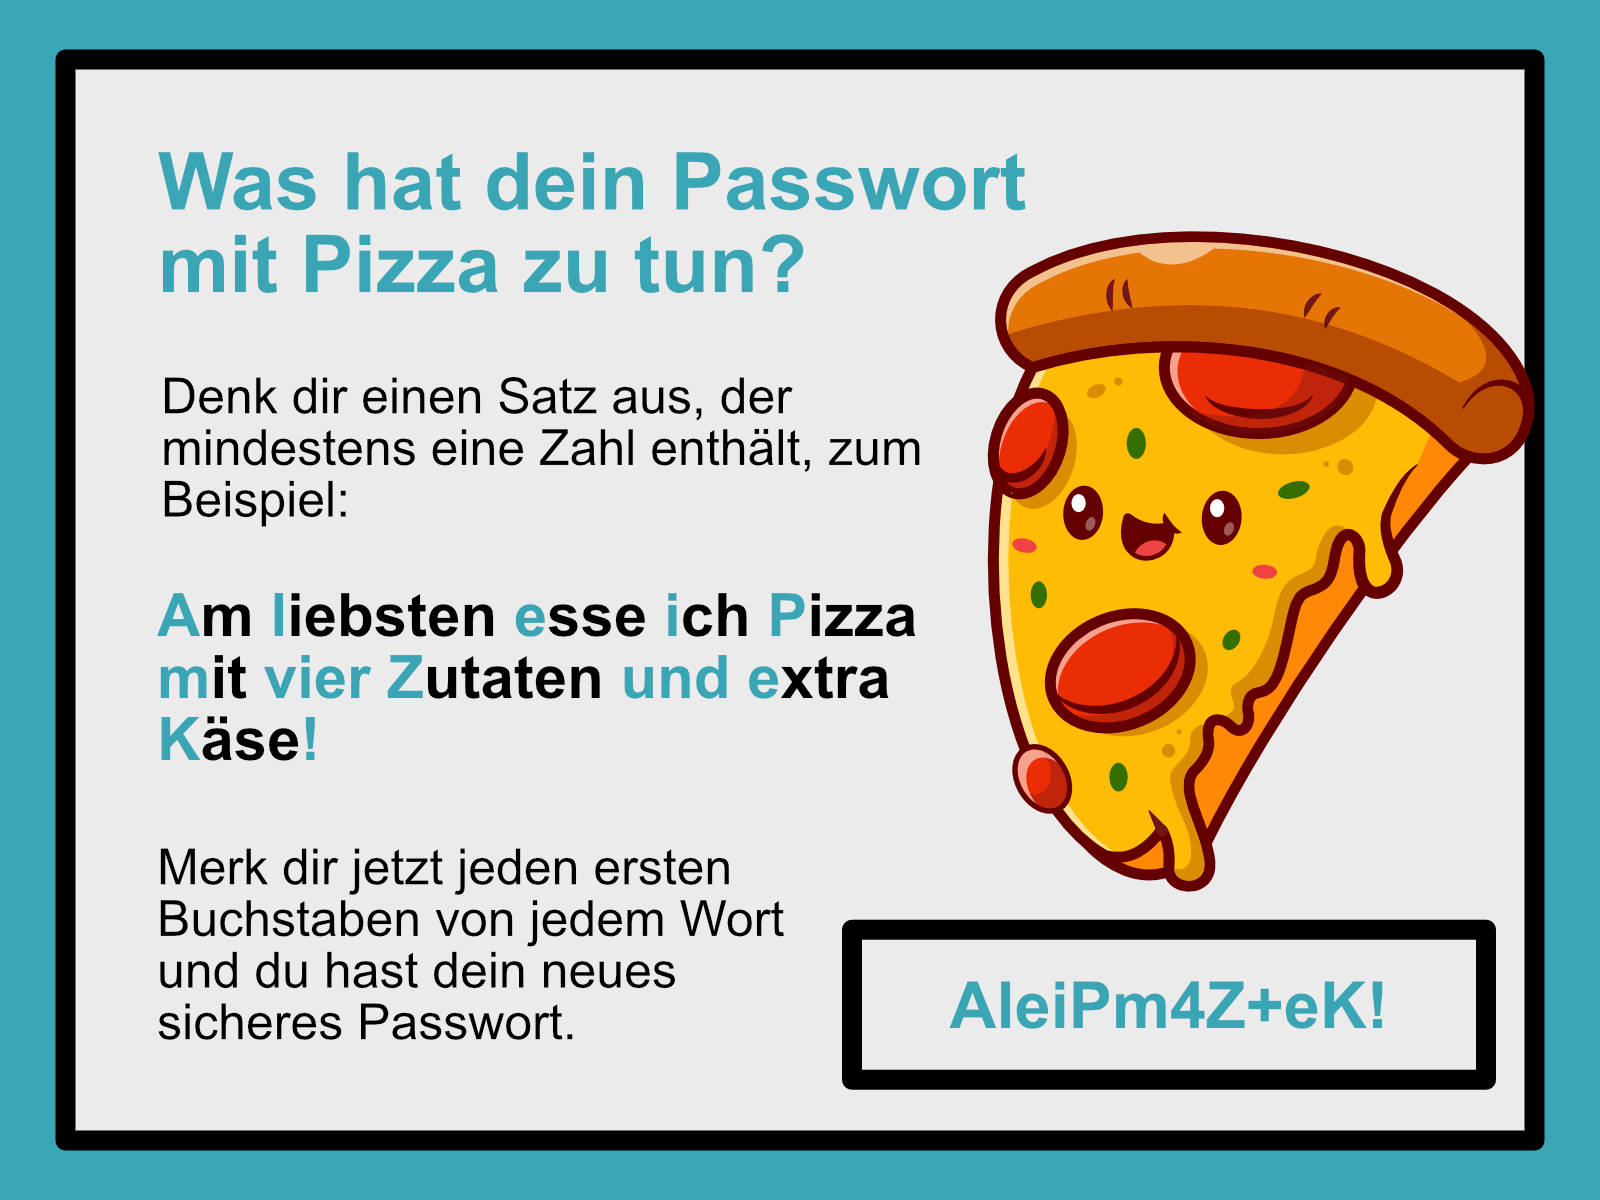 Was hat dein Passwort
mit Pizza zu tun?
Denk dir einen Satz aus, der
mindestens eine Zahl enthält, zum
Beispiel:
Am liebsten esse ich Pizza
mit vier Zutaten und extra
Käse!
Merk dir jetzt jeden ersten
Buchstaben von jedem Wort
und du hast dein neues
sicheres Passwort.
AleiPm4Z+eK!